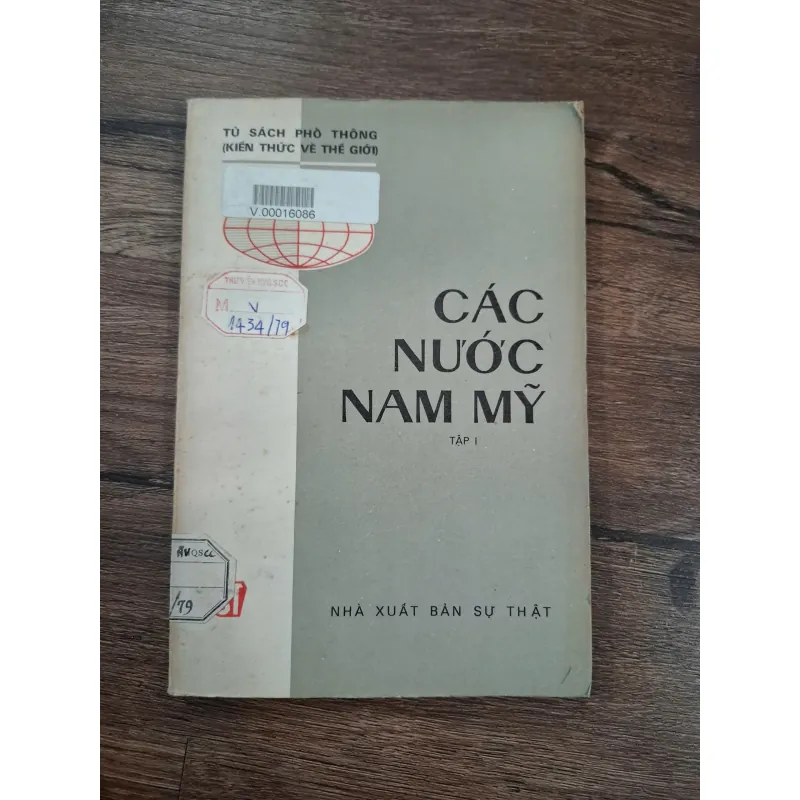 TỦ SÁCH PHỔ THÔNG
(KIẾN THỨC VỀ THẾ GIỚI)
V.00016086
M V
1434/79
CÁC
NƯỚC
NAM MỸ
TẬP I
/79
NHÀ XUẤT BẢN SỰ THẬT